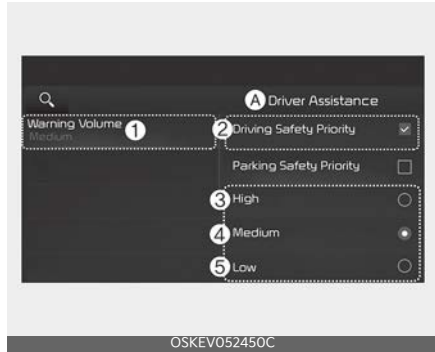 A Driver Assistance
Warning Volume
Medium
1
2 Driving Safety Priority
Parking Safety Priority
3 High
4 Medium
5 Low
OSKEV052450C